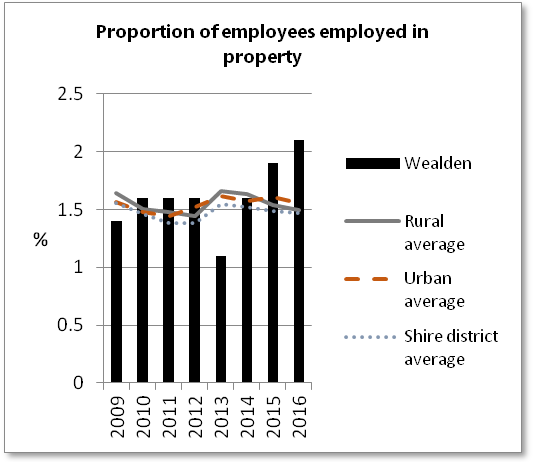 Proportion of employees employed in
property
2.5
2
1.5
1
0.5
0
%
2009
2010
2011
2012
2013
2014
2015
2016
Wealden
Rural
average
Urban
average
Shire district
average